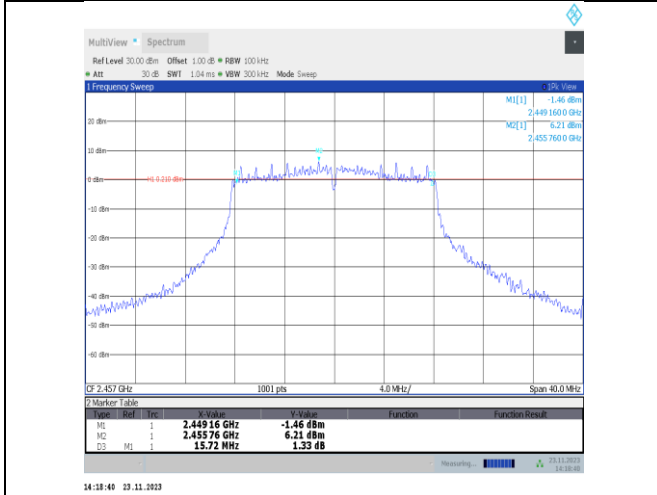 MultiView Spectrum
Ref Level 30.00 dBm Offset 1.00 dB RBW 100 kHz
Att 30 dB SWT 1.04 ms VBW 300 kHz Mode Sweep
1 Frequency Sweep 1Pk View
M1[1] -1.46 dBm
2.449 160 0 GHz
M2[1] 6.21 dBm
2.455 760 0 GHz
20 dBm
10 dBm
0 dBm
H1 0.210 dBm
-10 dBm
-20 dBm
-30 dBm
-40 dBm
-50 dBm
-60 dBm
CF 2.457 GHz 1001 pts 4.0 MHz/ Span 40.0 MHz
2 Marker Table
Type Ref Trc X-Value Y-Value Function Function Result
M1 1 2.449 16 GHz -1.46 dBm
M2 1 2.455 76 GHz 6.21 dBm
D3 M1 1 15.72 MHz 1.33 dB
Measuring... 23.11.2023
14:18:40
14:18:40 23.11.2023